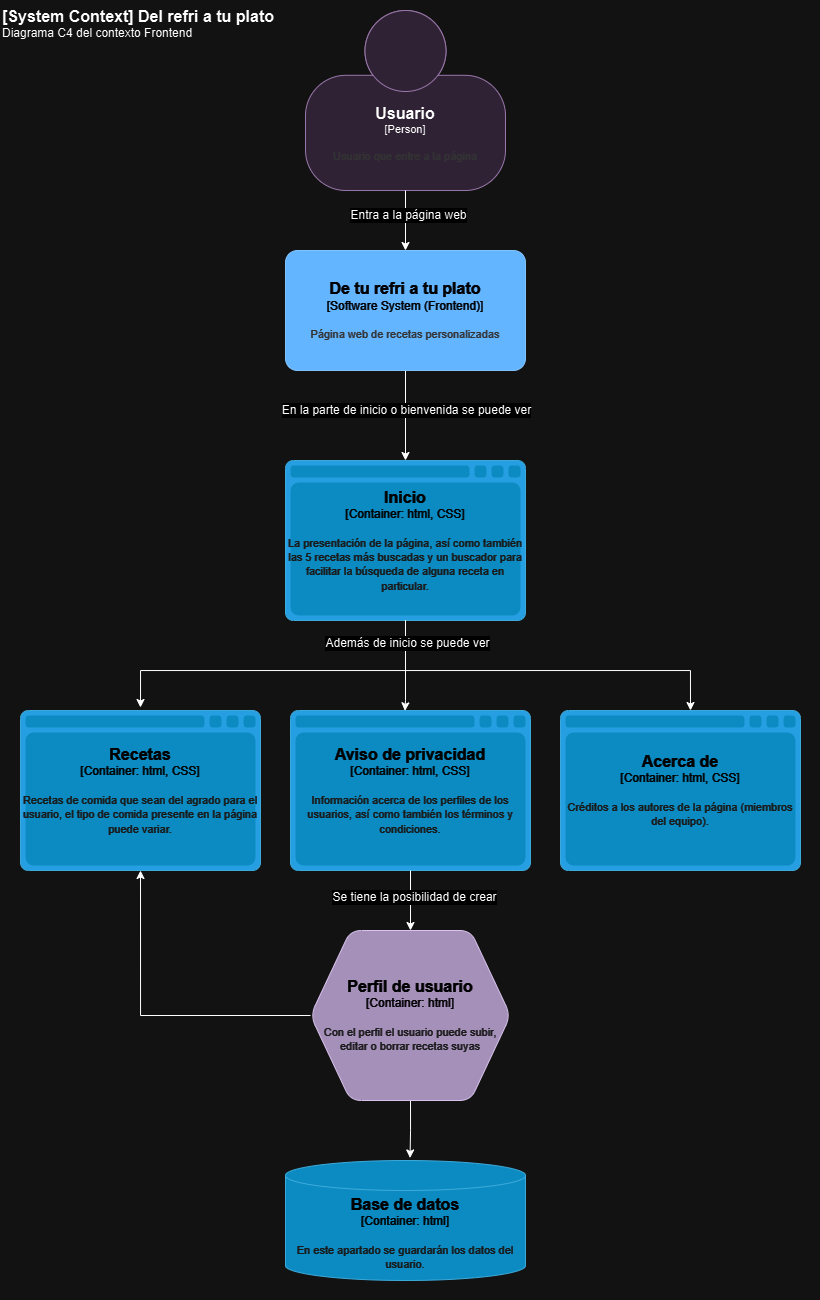 [System Context] Del refri a tu plato
Diagrama C4 del contexto Frontend
Usuario
[Person]
Usuario que entre a la página
Entra a la página web
De tu refri a tu plato
[Software System (Frontend)]
Página web de recetas personalizadas
En la parte de inicio o bienvenida se puede ver
Inicio
[Container: html, CSS]
La presentación de la página, así como también
las 5 recetas más buscadas y un buscador para
facilitar la búsqueda de alguna receta en
particular.
Además de inicio se puede ver
Recetas
[Container: html, CSS]
Recetas de comida que sean del agrado para el
usuario, el tipo de comida presente en la página
puede variar.
Aviso de privacidad
[Container: html, CSS]
Información acerca de los perfiles de los
usuarios, así como también los términos y
condiciones.
Acerca de
[Container: html, CSS]
Créditos a los autores de la página (miembros
del equipo).
Se tiene la posibilidad de crear
Perfil de usuario
[Container: html]
Con el perfil el usuario puede subir,
editar o borrar recetas suyas
Base de datos
[Container: html]
En este apartado se guardarán los datos del
usuario.